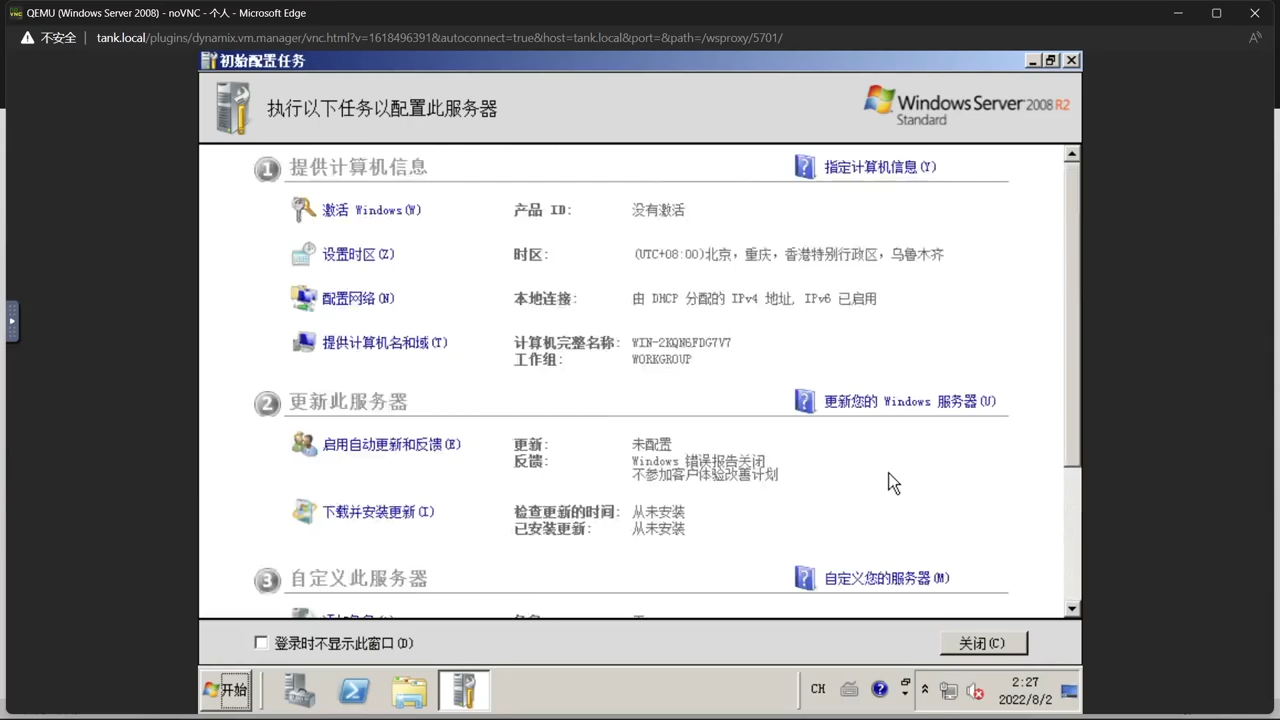 QEMU (Windows Server 2008) - noVNC - 个人 - Microsoft Edge
不安全 tank.local/plugins/dynamix.vm.manager/vnc.html?v=1618496391&autoconnect=true&host=tank.local&port=&path=/wsproxy/5701/
初始配置任务
执行以下任务以配置此服务器
Windows Server 2008 R2
Standard
1 提供计算机信息 指定计算机信息(Y)
激活 Windows(W) 产品 ID: 没有激活
设置时区(Z) 时区: (UTC+08:00)北京，重庆，香港特别行政区，乌鲁木齐
配置网络(N) 本地连接: 由 DHCP 分配的 IPv4 地址, IPv6 已启用
提供计算机名和域(T) 计算机完整名称: WIN-2KQN6FDG7V7
工作组: WORKGROUP
2 更新此服务器 更新您的 Windows 服务器(U)
启用自动更新和反馈(E) 更新: 未配置
反馈: Windows 错误报告关闭
不参加客户体验改善计划
下载并安装更新(I) 检查更新的时间: 从未安装
已安装更新: 从未安装
3 自定义此服务器 自定义您的服务器(M)
登录时不显示此窗口(D) 关闭(C)
开始 CH 2:27
2022/8/2